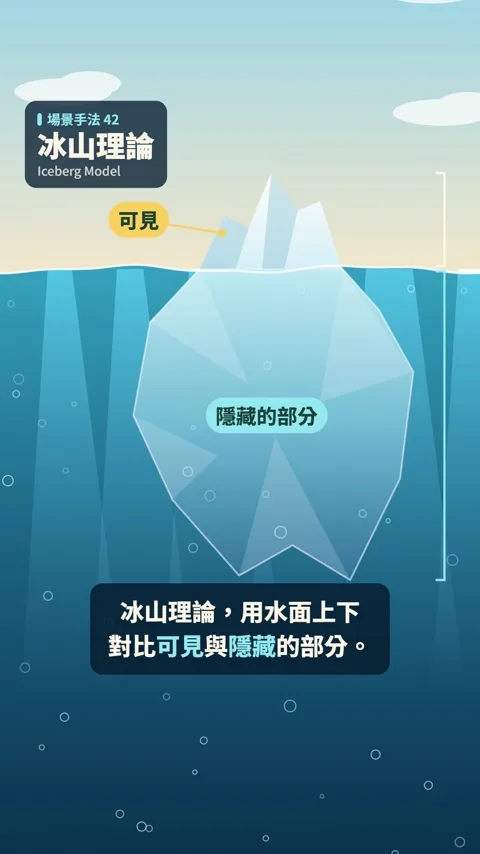 場景手法 42
冰山理論
Iceberg Model
可見
隱藏的部分
冰山理論，用水面上下
對比可見與隱藏的部分。